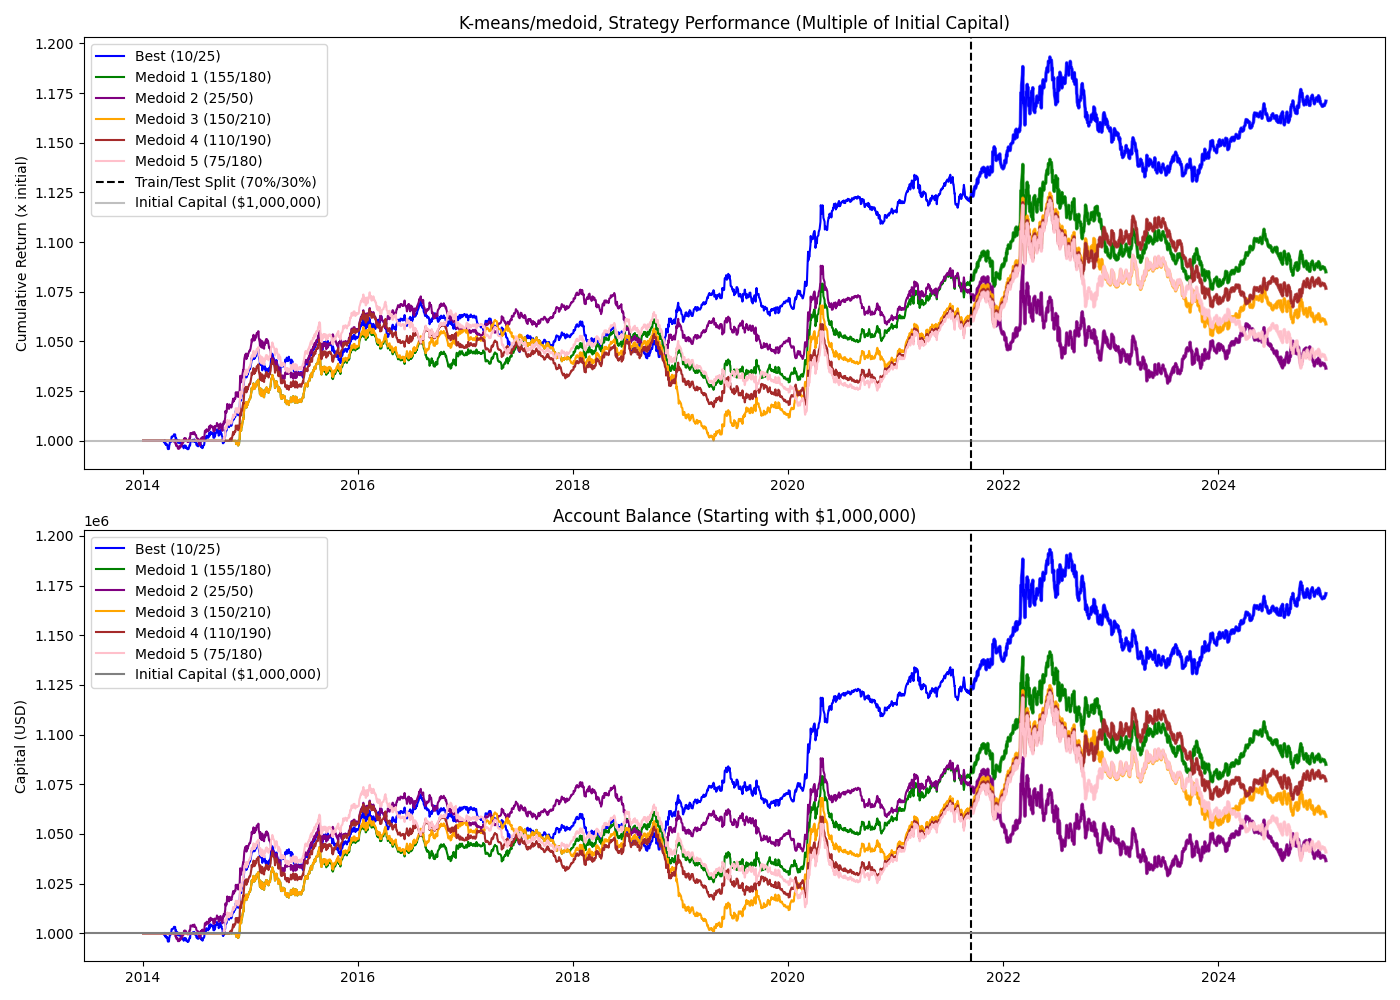 K-means/medoid, Strategy Performance (Multiple of Initial Capital)
Cumulative Return (x initial)
1.200
1.175
1.150
1.125
1.100
1.075
1.050
1.025
1.000
Best (10/25)
Medoid 1 (155/180)
Medoid 2 (25/50)
Medoid 3 (150/210)
Medoid 4 (110/190)
Medoid 5 (75/180)
Train/Test Split (70%/30%)
Initial Capital ($1,000,000)
2014 2016 2018 2020 2022 2024
Account Balance (Starting with $1,000,000)
1e6
Capital (USD)
1.200
1.175
1.150
1.125
1.100
1.075
1.050
1.025
1.000
Best (10/25)
Medoid 1 (155/180)
Medoid 2 (25/50)
Medoid 3 (150/210)
Medoid 4 (110/190)
Medoid 5 (75/180)
Initial Capital ($1,000,000)
2014 2016 2018 2020 2022 2024